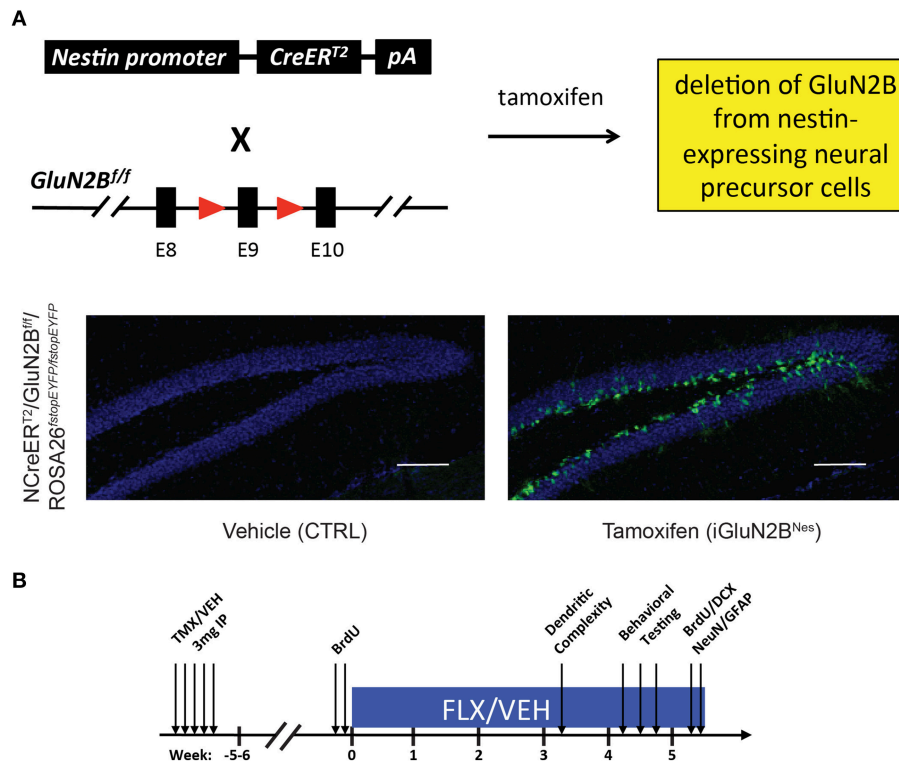 A
Nestin promoter
CreER^T2
pA
tamoxifen
deletion of GluN2B
from nestin-
expressing neural
precursor cells
X
GluN2B^f/f
E8
E9
E10
NCreER^T2/GluN2B^f/f/
ROSA26^fstopEYFP/fstopEYFP
Vehicle (CTRL)
Tamoxifen (iGluN2B^Nes)
B
TMX/VEH
3mg IP
BrdU
Dendritic
Complexity
Behavioral
Testing
BrdU/DCX
NeuN/GFAP
FLX/VEH
Week:
-5-6
0
1
2
3
4
5